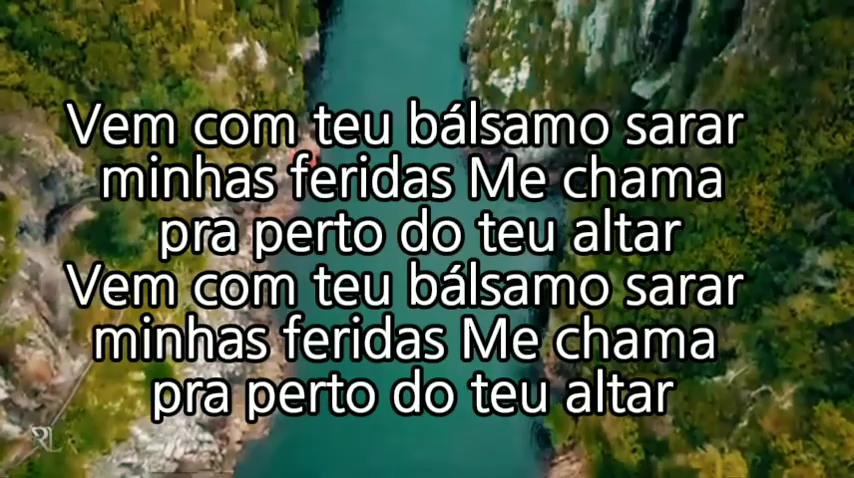 Vem com teu bálsamo sarar
minhas feridas Me chama
pra perto do teu altar
Vem com teu bálsamo sarar
minhas feridas Me chama
pra perto do teu altar
RL